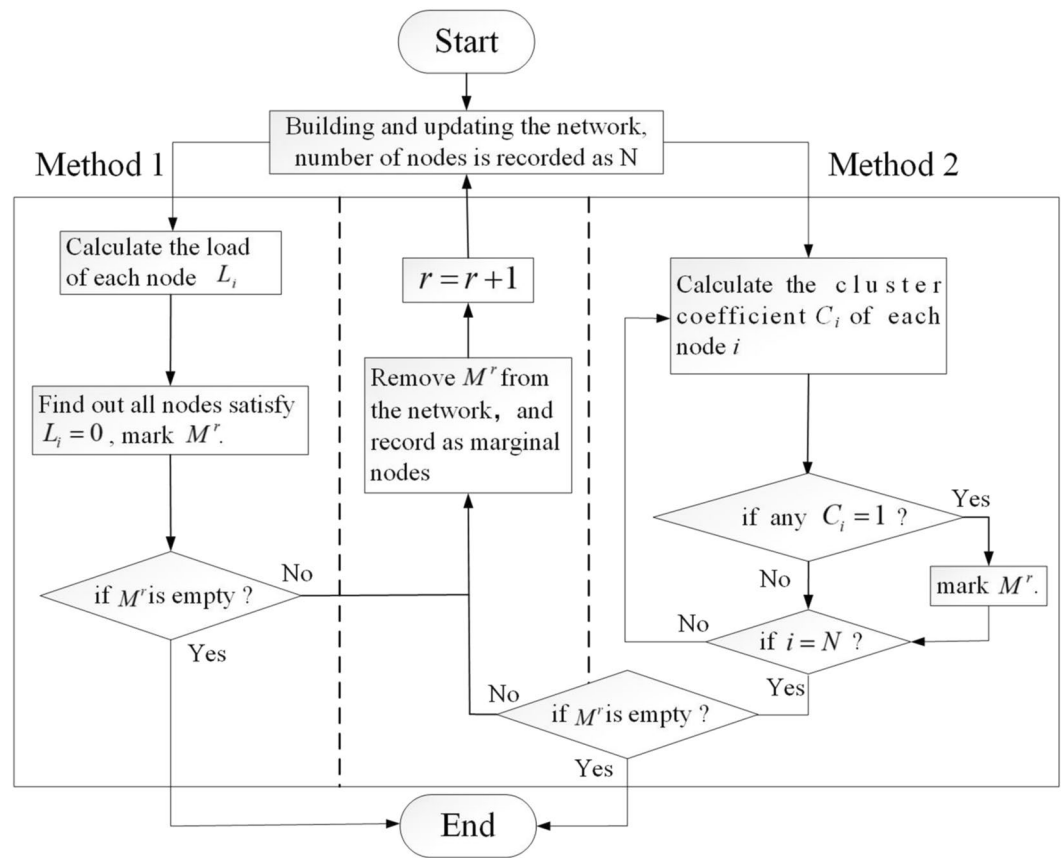 Start
Building and updating the network,
number of nodes is recorded as N
Method 1
Method 2
Calculate the load
of each node L_i
Find out all nodes satisfy
L_i = 0 , mark M^r.
if M^r is empty ?
No
Yes
r = r + 1
Remove M^r from
the network, and
record as marginal
nodes
Calculate the cluster
coefficient C_i of each
node i
if any C_i = 1 ?
Yes
No
mark M^r.
if i = N ?
No
Yes
if M^r is empty ?
No
Yes
End